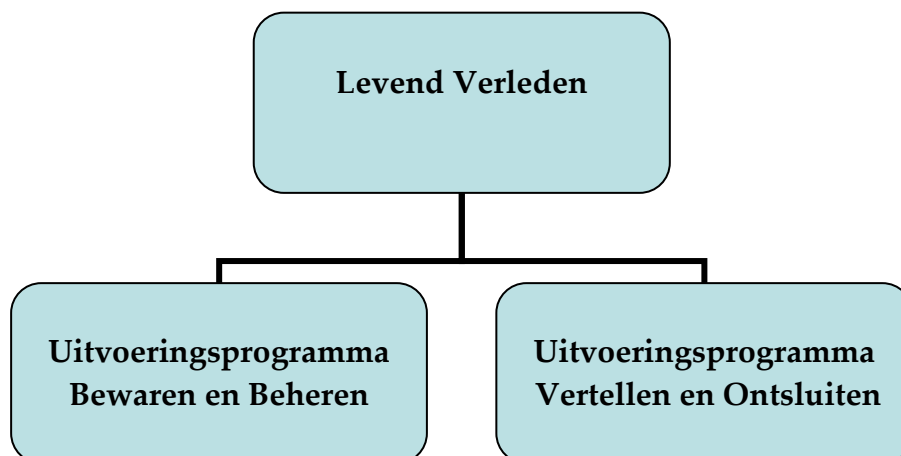 Levend Verleden
Uitvoeringsprogramma
Bewaren en Beheren
Uitvoeringsprogramma
Vertellen en Ontsluiten